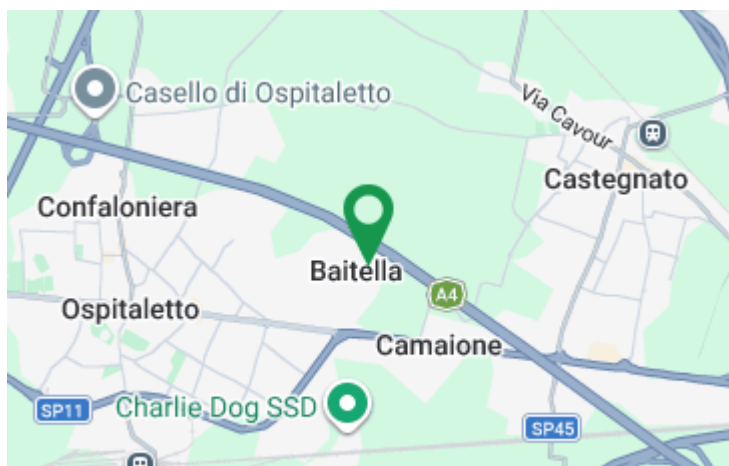 Casello di Ospitaletto
Via Cavour
Castegnato
Confaloniera
Baitella
A4
Ospitaletto
Camaione
SP11
Charlie Dog SSD
SP45